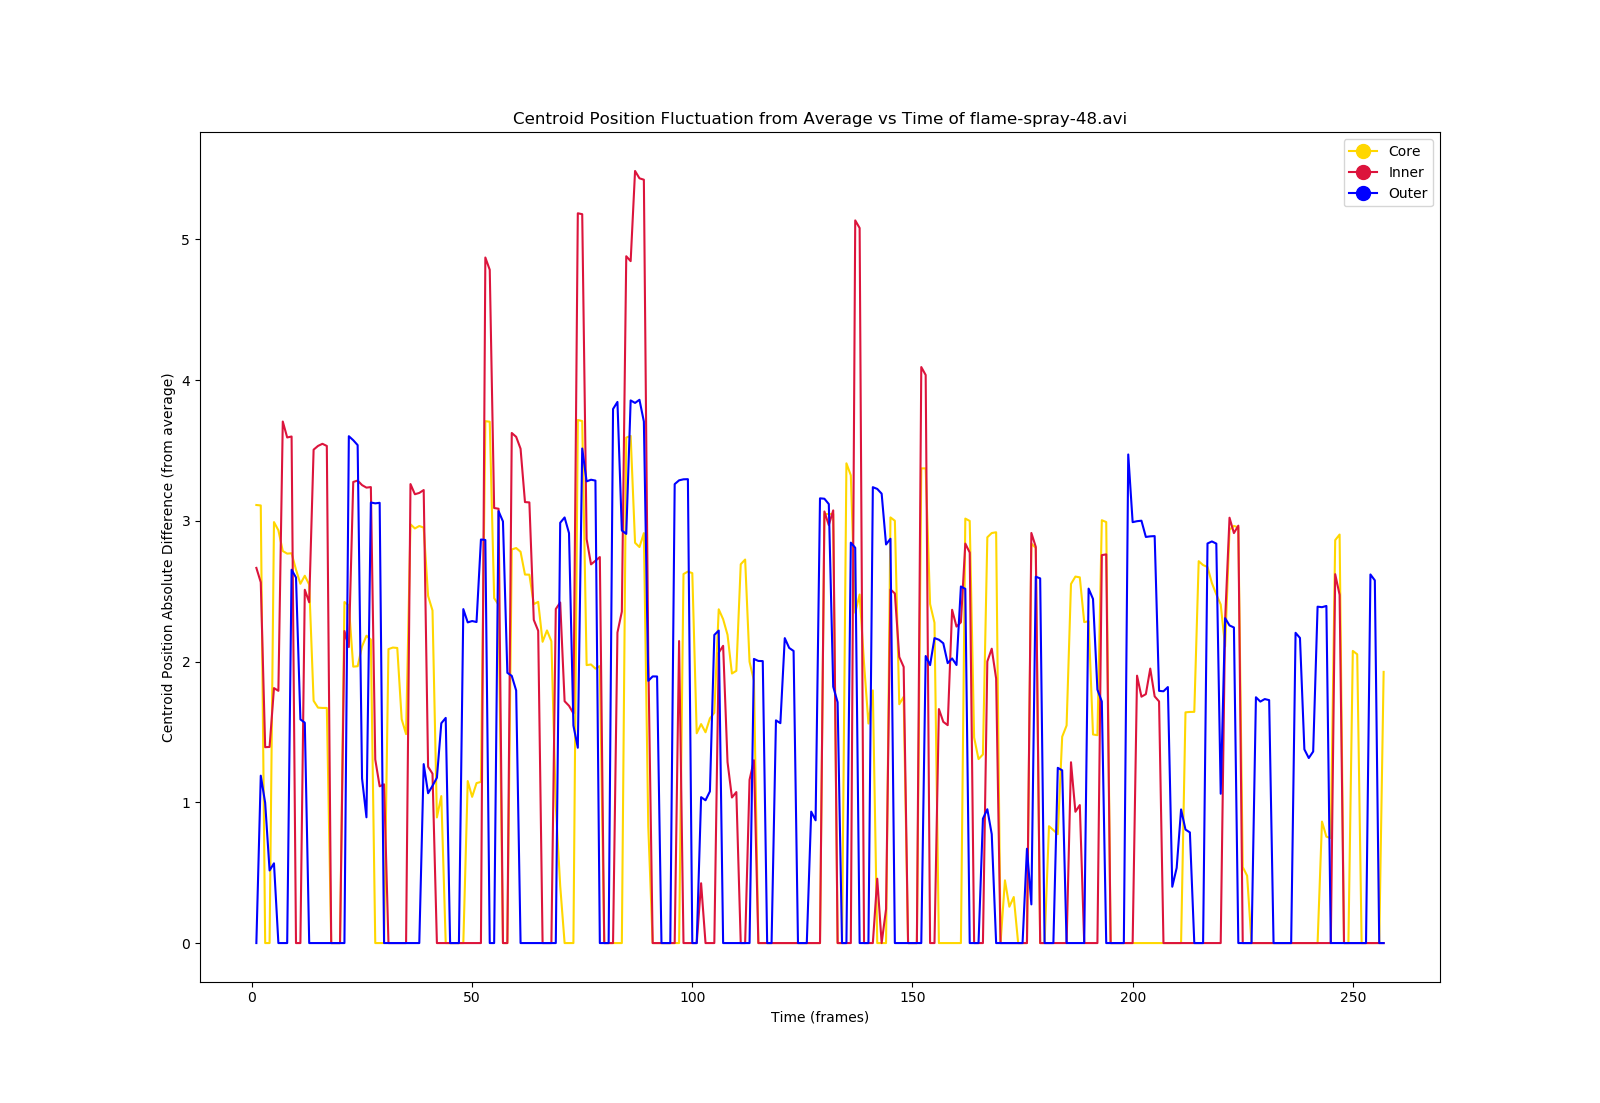 Centroid Position Fluctuation from Average vs Time of flame-spray-48.avi
Core
Inner
Outer
Centroid Position Absolute Difference (from average)
5
4
3
2
1
0
0 50 100 150 200 250
Time (frames)